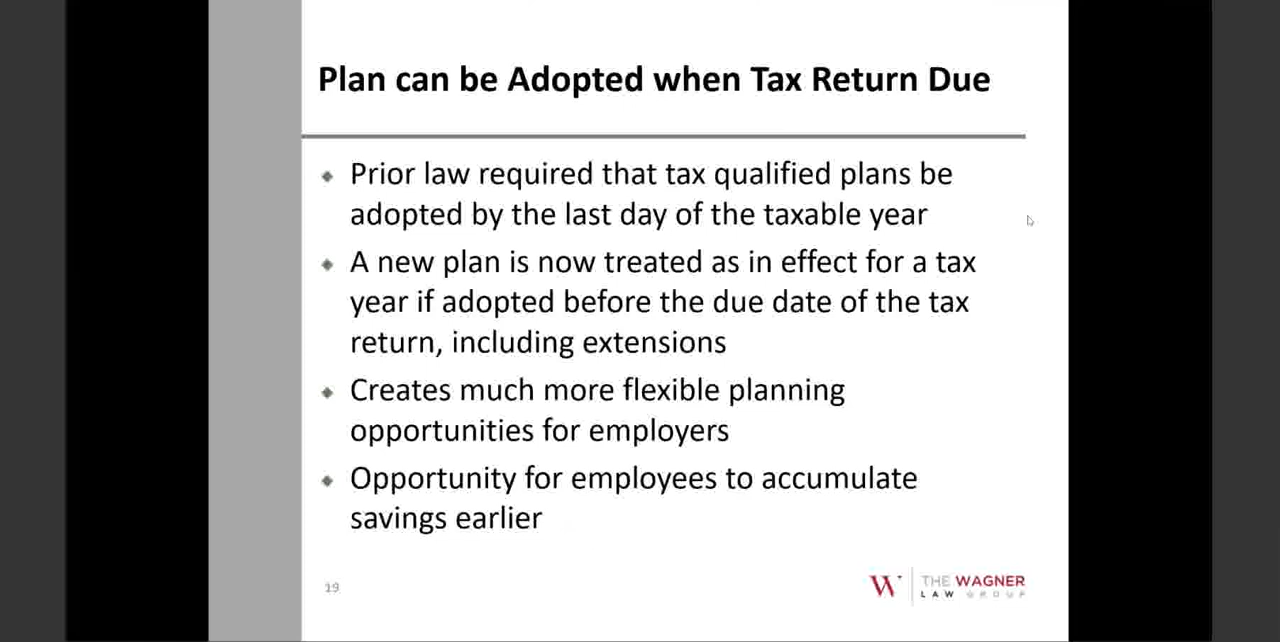 Plan can be Adopted when Tax Return Due
Prior law required that tax qualified plans be
adopted by the last day of the taxable year
A new plan is now treated as in effect for a tax
year if adopted before the due date of the tax
return, including extensions
Creates much more flexible planning
opportunities for employers
Opportunity for employees to accumulate
savings earlier
19
W THE WAGNER
LAW GROUP